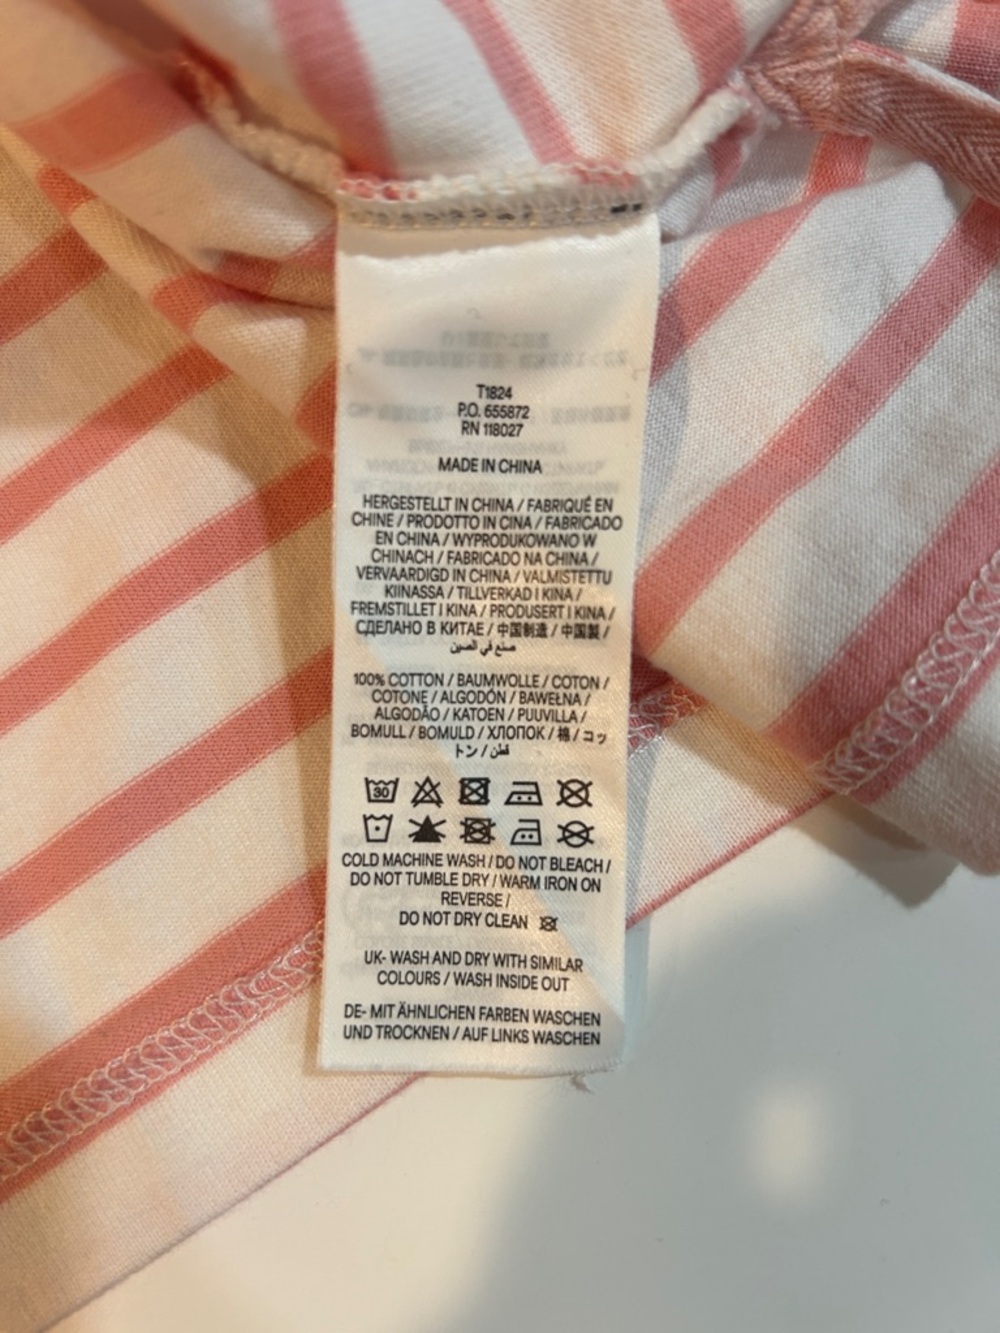 T1824
P.O. 655872
RN 118027
MADE IN CHINA
HERGESTELLT IN CHINA / FABRIQUÉ EN
CHINE / PRODOTTO IN CINA / FABRICADO
EN CHINA / WYPRODUKOWANO W
CHINACH / FABRICADO NA CHINA /
VERVAARDIGD IN CHINA / VALMISTETTU
KIINASSA / TILLVERKAD I KINA /
FREMSTILLET I KINA / PRODUSERT I KINA /
СДЕЛАНО В КИТАЕ / 中国制造 / 中国製 /
صنع في الصين
100% COTTON / BAUMWOLLE / COTON /
COTONE / ALGODÓN / BAWEŁNA /
ALGODÃO / KATOEN / PUUVILLA /
BOMULL / BOMULD / ХЛОПОК / 棉 / コッ
トン / قطن
30
COLD MACHINE WASH / DO NOT BLEACH /
DO NOT TUMBLE DRY / WARM IRON ON
REVERSE /
DO NOT DRY CLEAN
UK- WASH AND DRY WITH SIMILAR
COLOURS / WASH INSIDE OUT
DE- MIT ÄHNLICHEN FARBEN WASCHEN
UND TROCKNEN / AUF LINKS WASCHEN